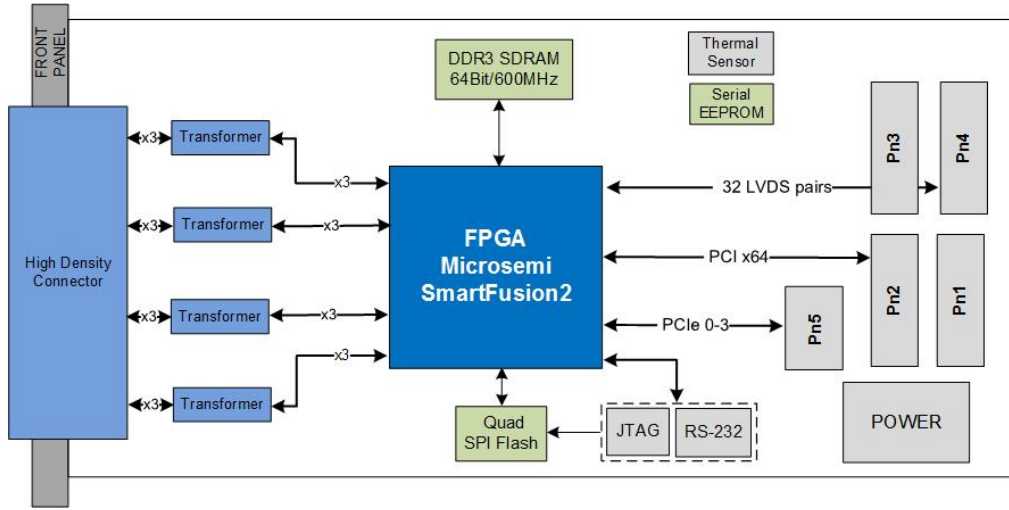 FRONT
PANEL
DDR3 SDRAM
64Bit/600MHz
Thermal
Sensor
Serial
EEPROM
High Density
Connector
x3
Transformer
x3
x3
Transformer
x3
x3
Transformer
x3
x3
Transformer
x3
FPGA
Microsemi
SmartFusion2
32 LVDS pairs
Pn3
Pn4
PCI x64
Pn2
Pn1
PCIe 0-3
Pn5
Quad
SPI Flash
JTAG
RS-232
POWER